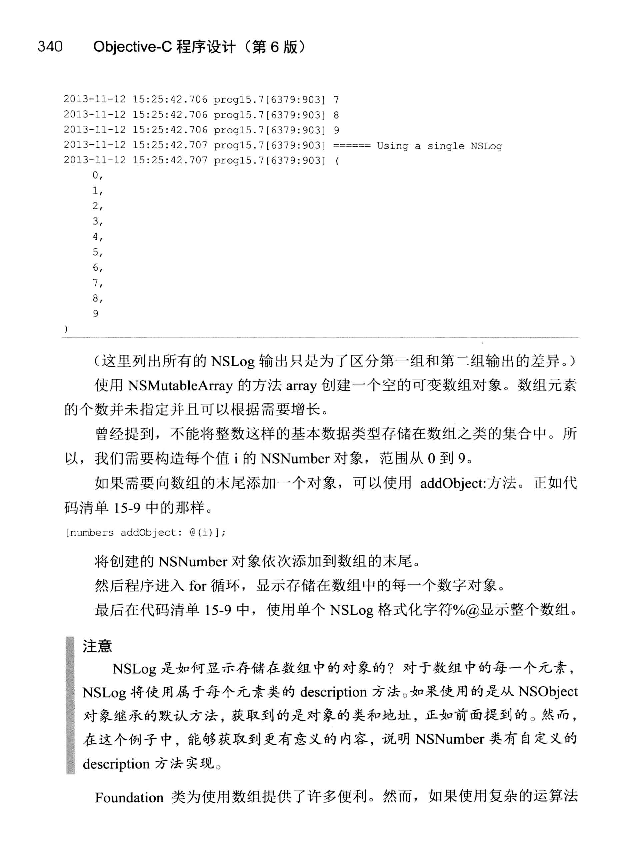 340 Objective-C 程序设计（第 6 版）
2013-11-12 15:25:42.706 prog15.7[6379:903] 7
2013-11-12 15:25:42.706 prog15.7[6379:903] 8
2013-11-12 15:25:42.706 prog15.7[6379:903] 9
2013-11-12 15:25:42.707 prog15.7[6379:903] ====== Using a single NSLog
2013-11-12 15:25:42.707 prog15.7[6379:903] (
0,
1,
2,
3,
4,
5,
6,
7,
8,
9
)
（这里列出所有的 NSLog 输出只是为了区分第一组和第二组输出的差异。）
使用 NSMutableArray 的方法 array 创建一个空的可变数组对象。数组元素
的个数并未指定并且可以根据需要增长。
曾经提到，不能将整数这样的基本数据类型存储在数组之类的集合中。所
以，我们需要构造每个值 i 的 NSNumber 对象，范围从 0 到 9。
如果需要向数组的末尾添加一个对象，可以使用 addObject:方法。正如代
码清单 15-9 中的那样。
[numbers addObject: @(i)];
将创建的 NSNumber 对象依次添加到数组的末尾。
然后程序进入 for 循环，显示存储在数组中的每一个数字对象。
最后在代码清单 15-9 中，使用单个 NSLog 格式化字符%@显示整个数组。
注意
NSLog 是如何显示存储在数组中的对象的？对于数组中的每一个元素，
NSLog 将使用属于每个元素类的 description 方法。如果使用的是从 NSObject
对象继承的默认方法，获取到的是对象的类和地址，正如前面提到的。然而，
在这个例子中，能够获取到更有意义的内容，说明 NSNumber 类有自定义的
description 方法实现。
Foundation 类为使用数组提供了许多便利。然而，如果使用复杂的运算法